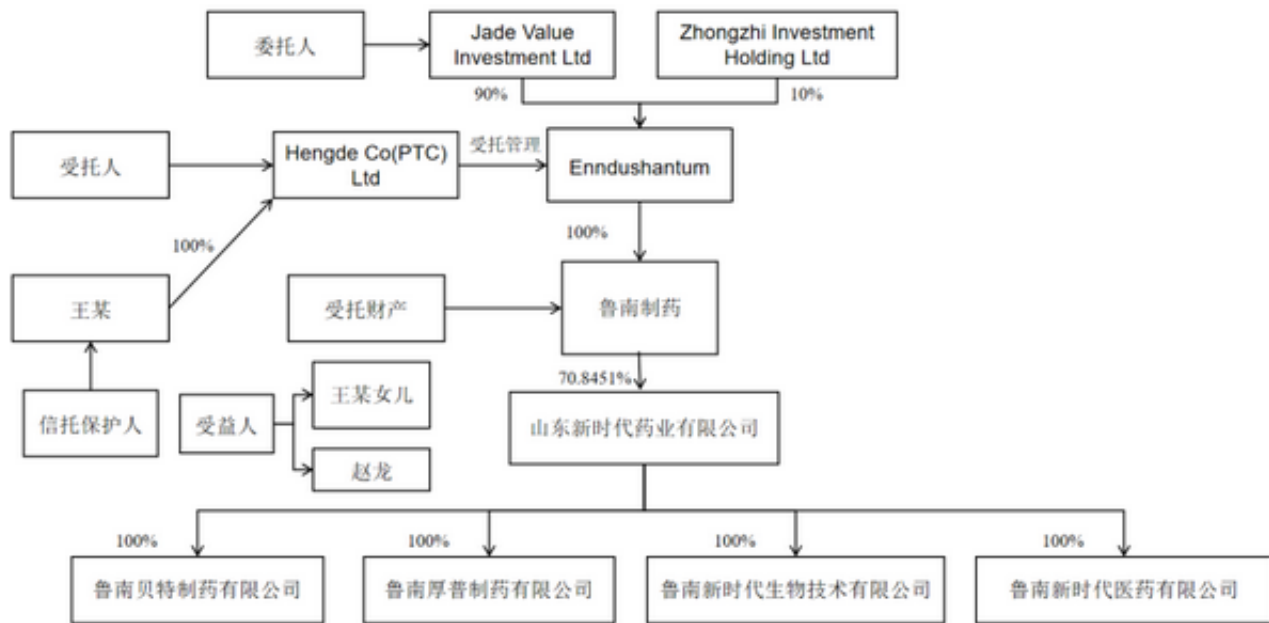 委托人
Jade Value
Investment Ltd
Zhongzhi Investment
Holding Ltd
90%
10%
受托人
Hengde Co(PTC)
Ltd
受托管理
Enndushantum
100%
100%
王某
受托财产
鲁南制药
70.8451%
信托保护人
受益人
王某女儿
赵龙
山东新时代药业有限公司
100%
100%
100%
100%
鲁南贝特制药有限公司
鲁南厚普制药有限公司
鲁南新时代生物技术有限公司
鲁南新时代医药有限公司